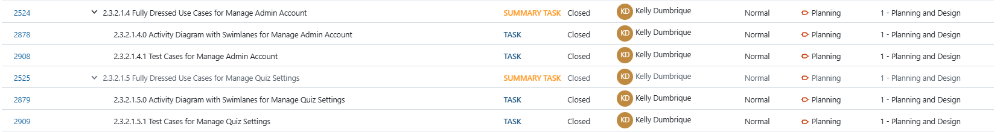 2524 2.3.2.1.4 Fully Dressed Use Cases for Manage Admin Account SUMMARY TASK Closed KD Kelly Dumbrique Normal Planning 1 - Planning and Design
2878 2.3.2.1.4.0 Activity Diagram with Swimlanes for Manage Admin Account TASK Closed KD Kelly Dumbrique Normal Planning 1 - Planning and Design
2908 2.3.2.1.4.1 Test Cases for Manage Admin Account TASK Closed KD Kelly Dumbrique Normal Planning 1 - Planning and Design
2525 2.3.2.1.5 Fully Dressed Use Cases for Manage Quiz Settings SUMMARY TASK Closed KD Kelly Dumbrique Normal Planning 1 - Planning and Design
2879 2.3.2.1.5.0 Activity Diagram with Swimlanes for Manage Quiz Settings TASK Closed KD Kelly Dumbrique Normal Planning 1 - Planning and Design
2909 2.3.2.1.5.1 Test Cases for Manage Quiz Settings TASK Closed KD Kelly Dumbrique Normal Planning 1 - Planning and Design